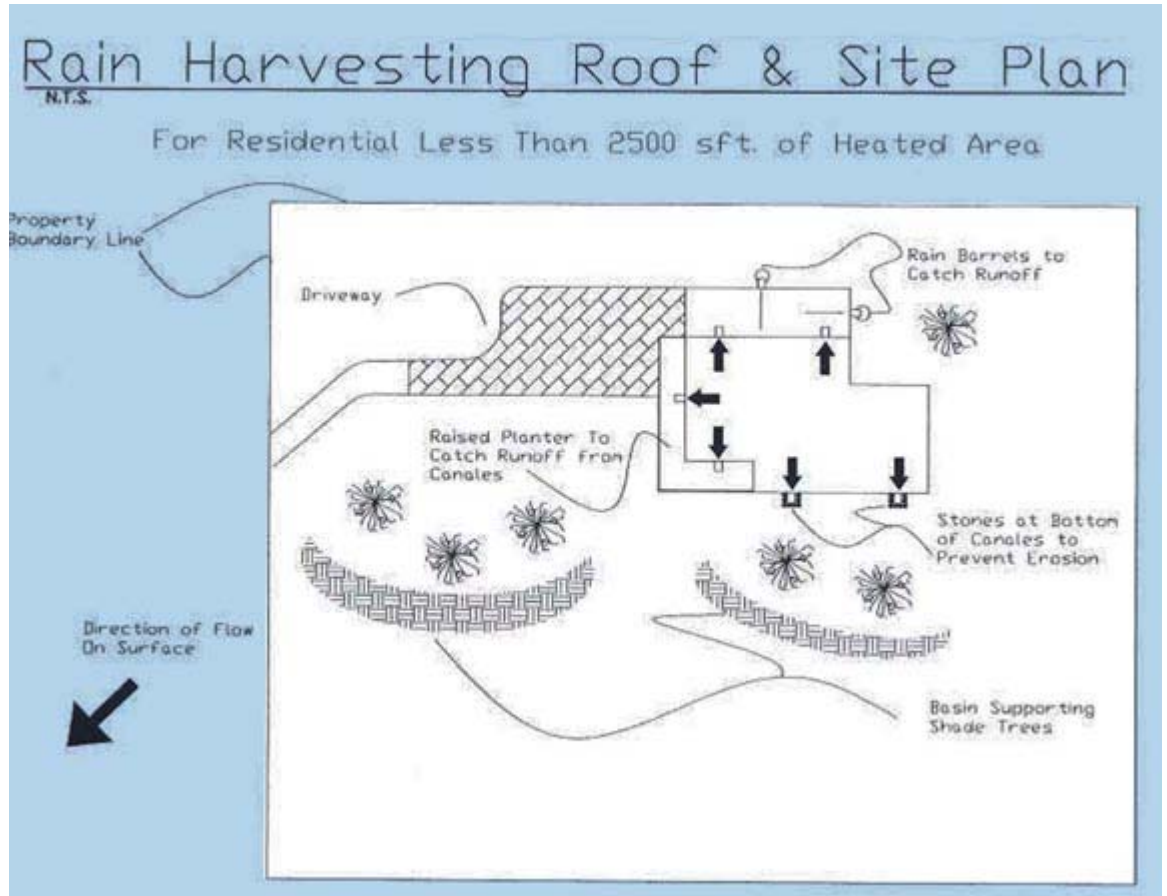 Rain Harvesting Roof & Site Plan
N.T.S.
For Residential Less Than 2500 sft. of Heated Area
Property
Boundary Line
Driveway
Rain Barrels to
Catch Runoff
Raised Planter To
Catch Runoff from
Canales
Stones at Bottom
of Canales to
Prevent Erosion
Direction of Flow
On Surface
Basin Supporting
Shade Trees